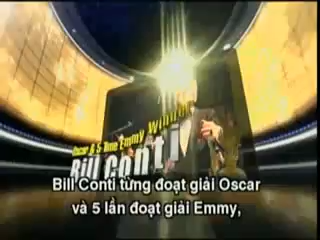 Oscar & 5 Time Emmy Winner
Bill Conti
Bill Conti từng đoạt giải Oscar
và 5 lần đoạt giải Emmy,